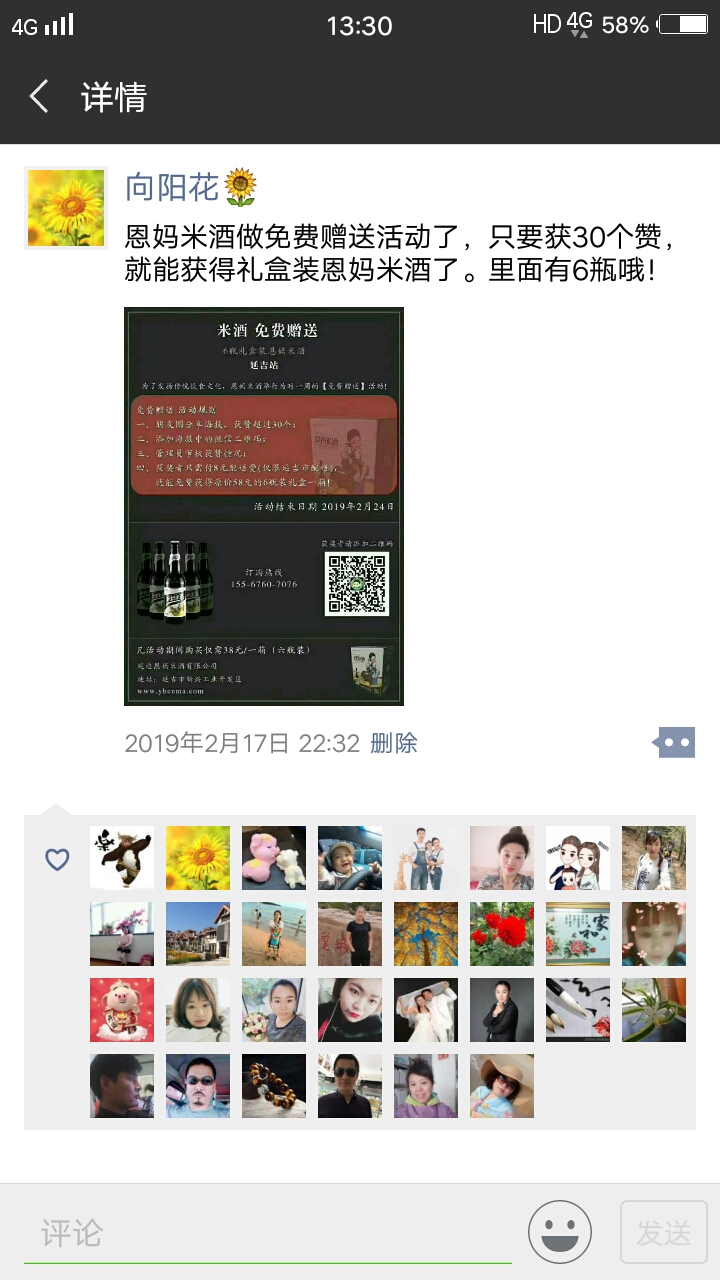 4G 13:30 HD 4G 58%
详情
向阳花
恩妈米酒做免费赠送活动了，只要获30个赞，
就能获得礼盒装恩妈米酒了。里面有6瓶哦！
米酒 免费赠送
6瓶礼盒装恩妈米酒
延吉站
为了发扬传统饮食文化，恩妈米酒举行为时一周的【免费赠送】活动！
免费赠送 活动规则
一、朋友圈分享海报，获赞超过30个；
二、添加海报中的微信二维码；
三、管理员审核获赞情况；
四、获奖者只需付8元配送费(仅限延吉市配送)，
就能免费获得原价58元的6瓶装礼盒一箱！
活动结束日期 2019年2月24日
获奖者请添加二维码
订购热线
155-6760-7076
凡活动期间购买仅需38元/一箱（六瓶装）
延边恩妈米酒有限公司
地址：延吉市新兴工业开发区
www.ybenma.com
2019年2月17日 22:32 删除
家和
评论
发送